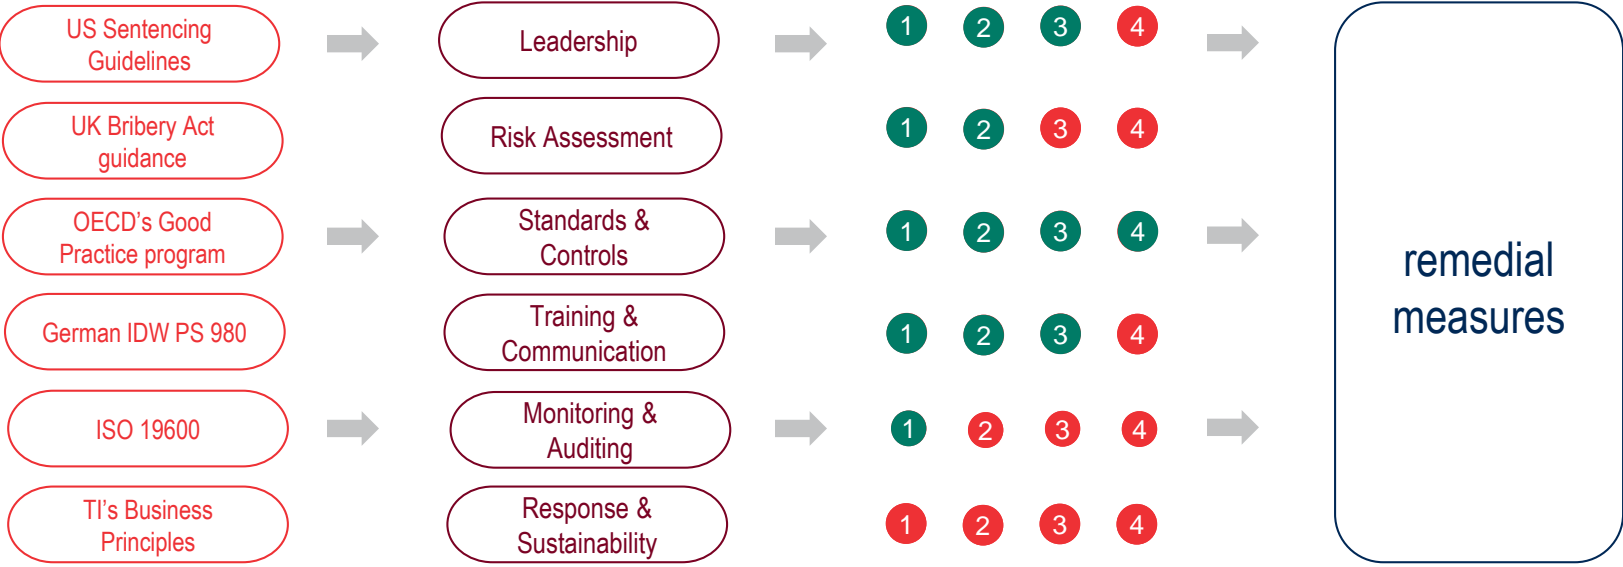 US Sentencing
Guidelines
Leadership
1 2 3 4
UK Bribery Act
guidance
Risk Assessment
1 2 3 4
OECD's Good
Practice program
Standards &
Controls
1 2 3 4
German IDW PS 980
Training &
Communication
1 2 3 4
ISO 19600
Monitoring &
Auditing
1 2 3 4
TI's Business
Principles
Response &
Sustainability
1 2 3 4
remedial
measures